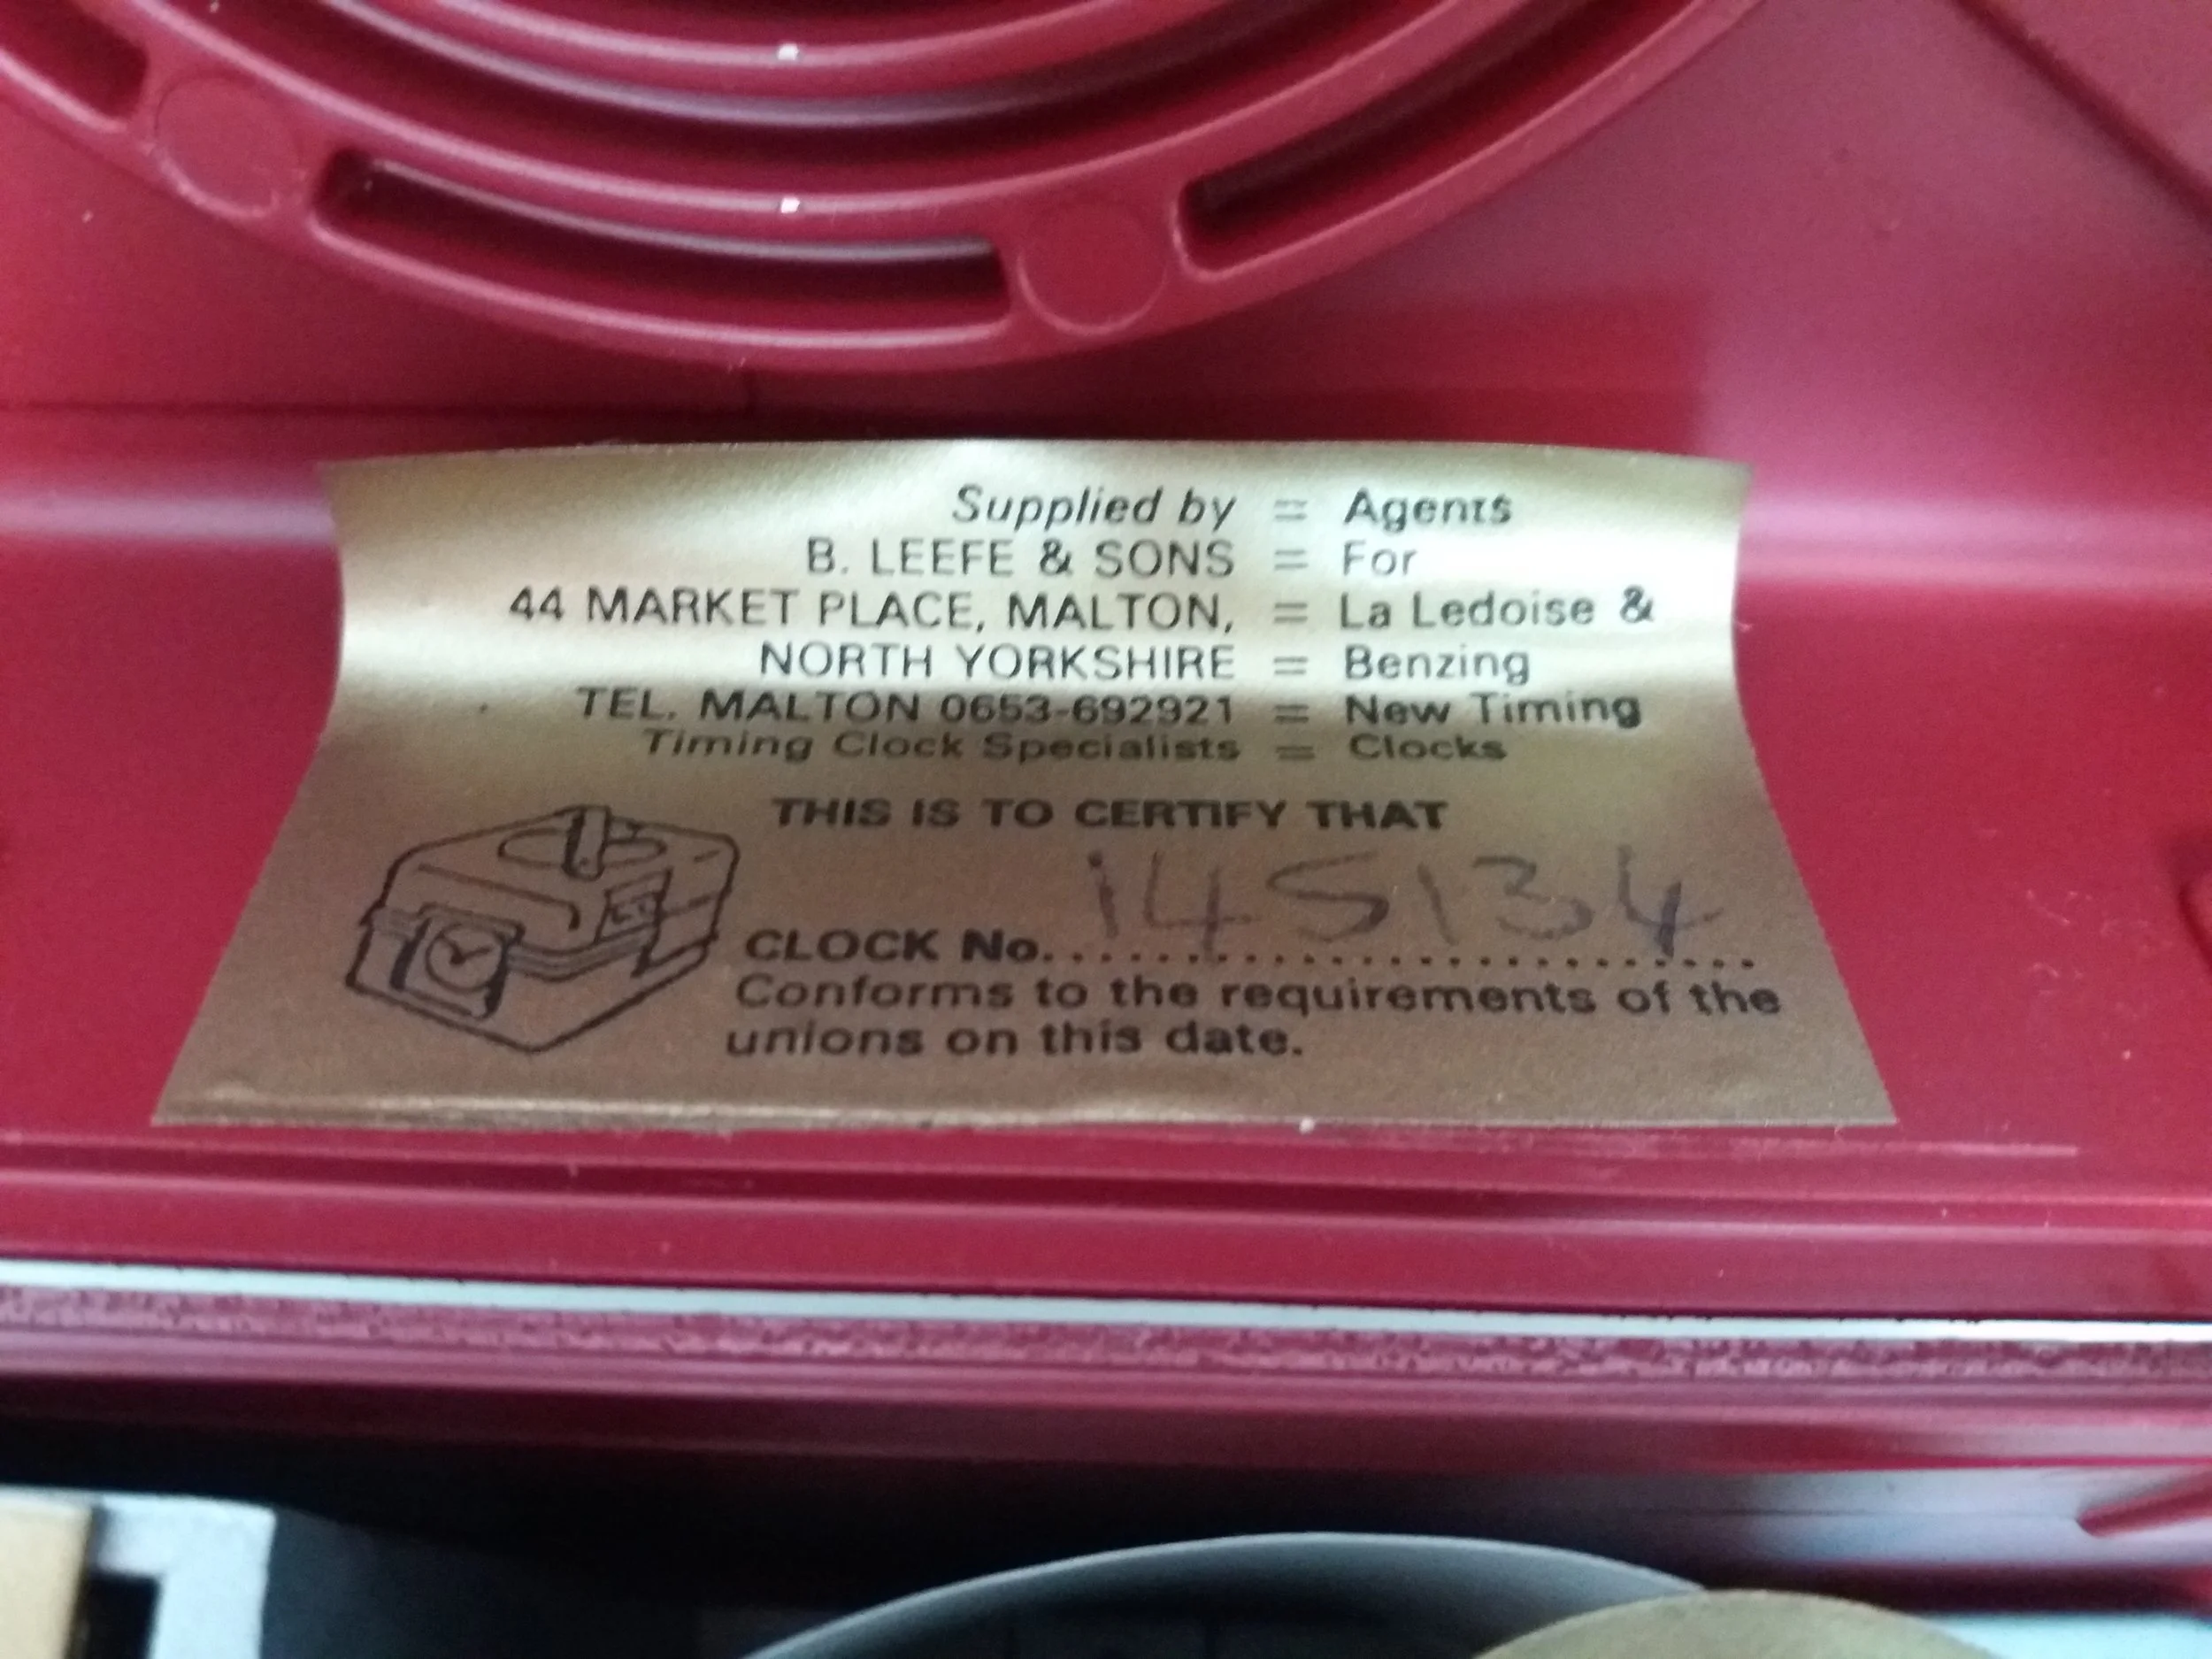 Supplied by = Agents
B. LEEFE & SONS = For
44 MARKET PLACE, MALTON, = La Ledoise &
NORTH YORKSHIRE = Benzing
TEL. MALTON 0653-692921 = New Timing
Timing Clock Specialists = Clocks
THIS IS TO CERTIFY THAT
145134
CLOCK No..............................
Conforms to the requirements of the
unions on this date.